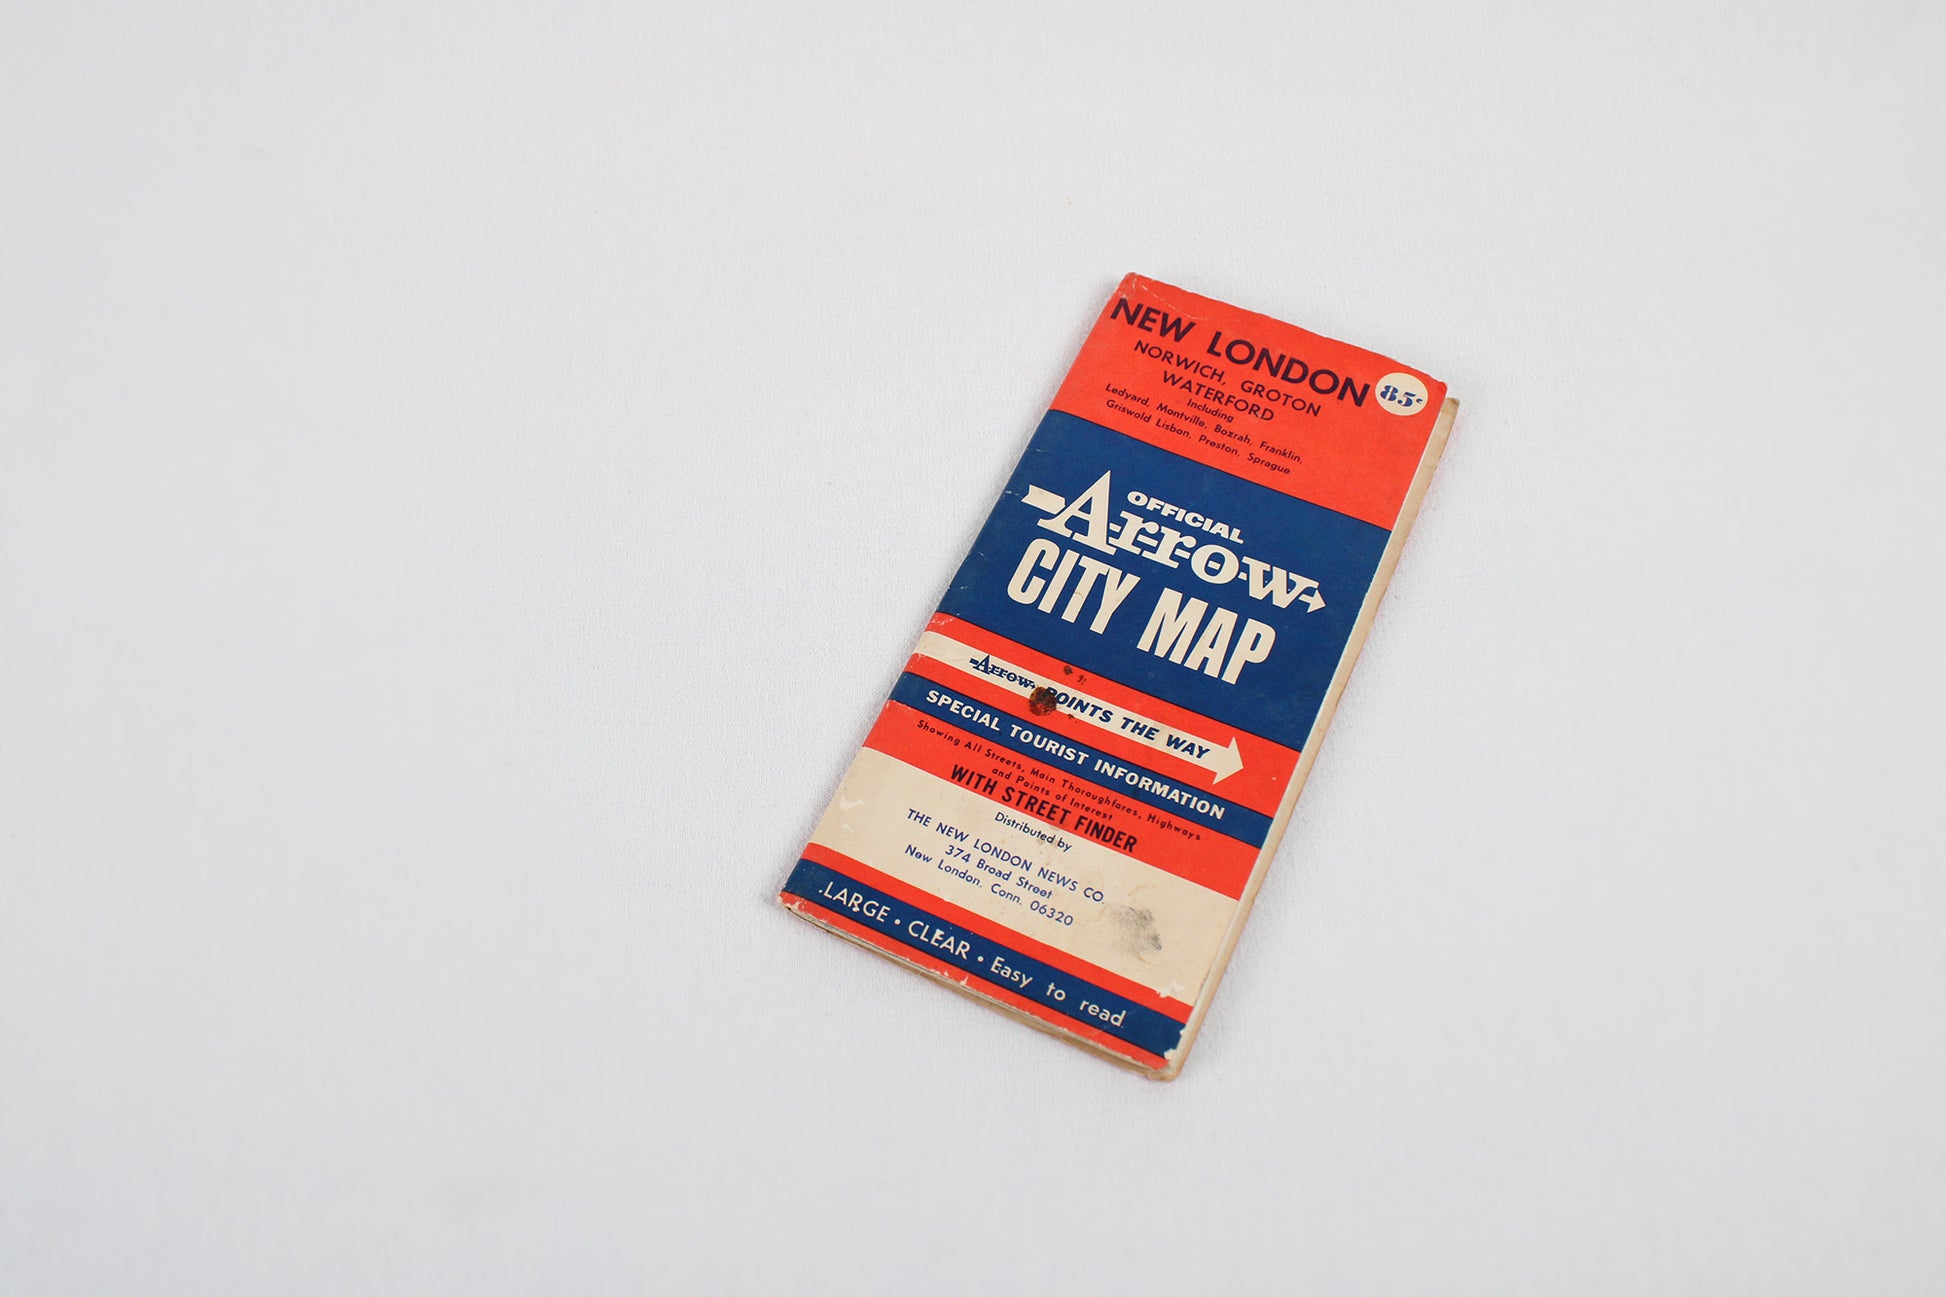 NEW LONDON
85¢
NORWICH, GROTON
WATERFORD
Including
Ledyard, Montville, Bozrah, Franklin,
Griswold Lisbon, Preston, Sprague
OFFICIAL
Arrow
CITY MAP
Arrow POINTS THE WAY
SPECIAL TOURIST INFORMATION
Showing All Streets, Main Thoroughfares, Highways
and Points of Interest
WITH STREET FINDER
Distributed by
THE NEW LONDON NEWS CO.
374 Broad Street
New London, Conn. 06320
LARGE • CLEAR • Easy to read